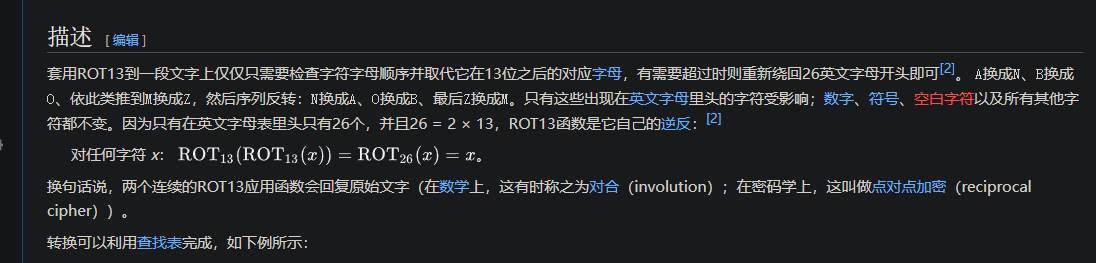 描述 [编辑]
套用ROT13到一段文字上仅仅只需要检查字符字母顺序并取代它在13位之后的对应字母，有需要超过时则重新绕回26英文字母开头即可[2]。A换成N、B换成
O、依此类推到M换成Z，然后序列反转：N换成A、O换成B、最后Z换成M。只有这些出现在英文字母里头的字符受影响；数字、符号、空白字符以及所有其他字
符都不变。因为只有在英文字母表里头只有26个，并且26 = 2 × 13，ROT13函数是它自己的逆反：[2]
对任何字符 x： ROT₁₃(ROT₁₃(x)) = ROT₂₆(x) = x。
换句话说，两个连续的ROT13应用函数会回复原始文字（在数学上，这有时称之为对合（involution）；在密码学上，这叫做点对点加密（reciprocal
cipher））。
转换可以利用查找表完成，如下例所示：